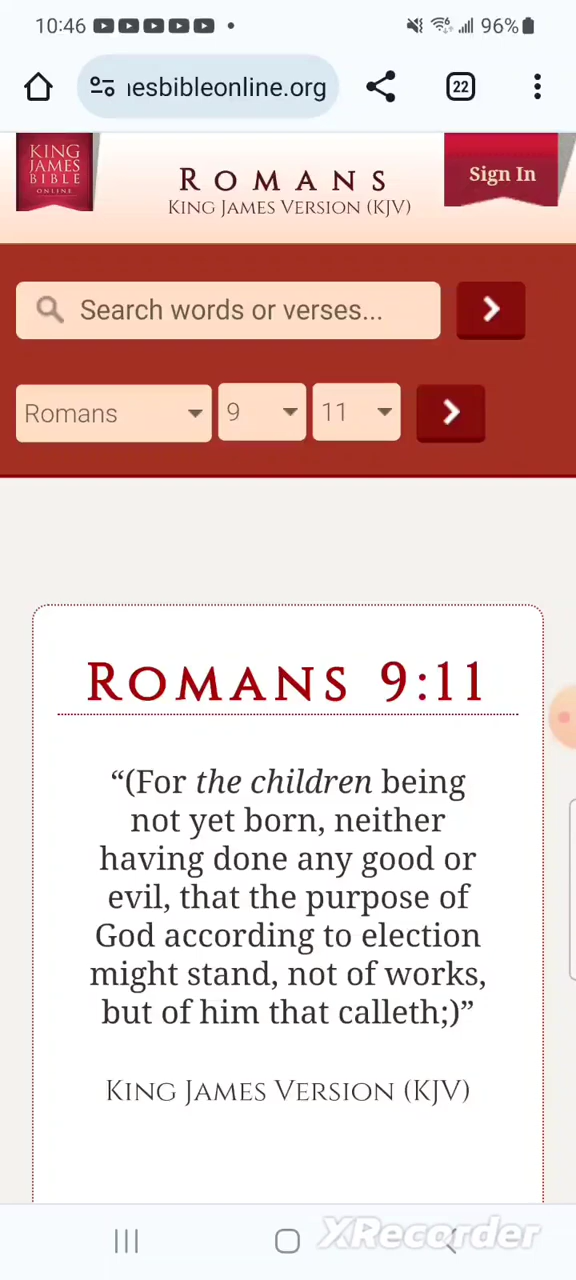 10:46 96%
esbibleonline.org 22
KING
JAMES
BIBLE
ONLINE
ROMANS
KING JAMES VERSION (KJV)
Sign In
Search words or verses...
Romans 9 11
ROMANS 9:11
“(For the children being
not yet born, neither
having done any good or
evil, that the purpose of
God according to election
might stand, not of works,
but of him that calleth;)”
KING JAMES VERSION (KJV)
XRecorder